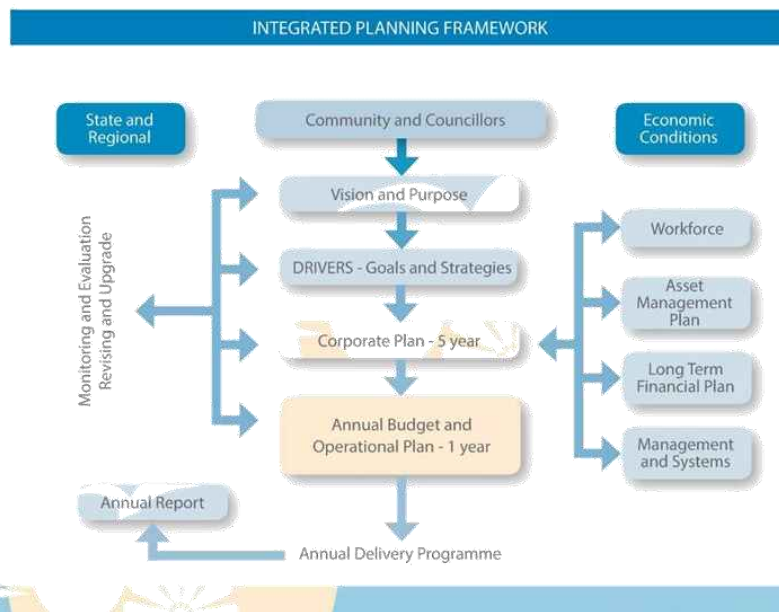 INTEGRATED PLANNING FRAMEWORK
State and
Regional
Community and Councillors
Economic
Conditions
Vision and Purpose
DRIVERS - Goals and Strategies
Corporate Plan - 5 year
Annual Budget and
Operational Plan - 1 year
Monitoring and Evaluation
Revising and Upgrade
Workforce
Asset
Management
Plan
Long Term
Financial Plan
Management
and Systems
Annual Report
Annual Delivery Programme